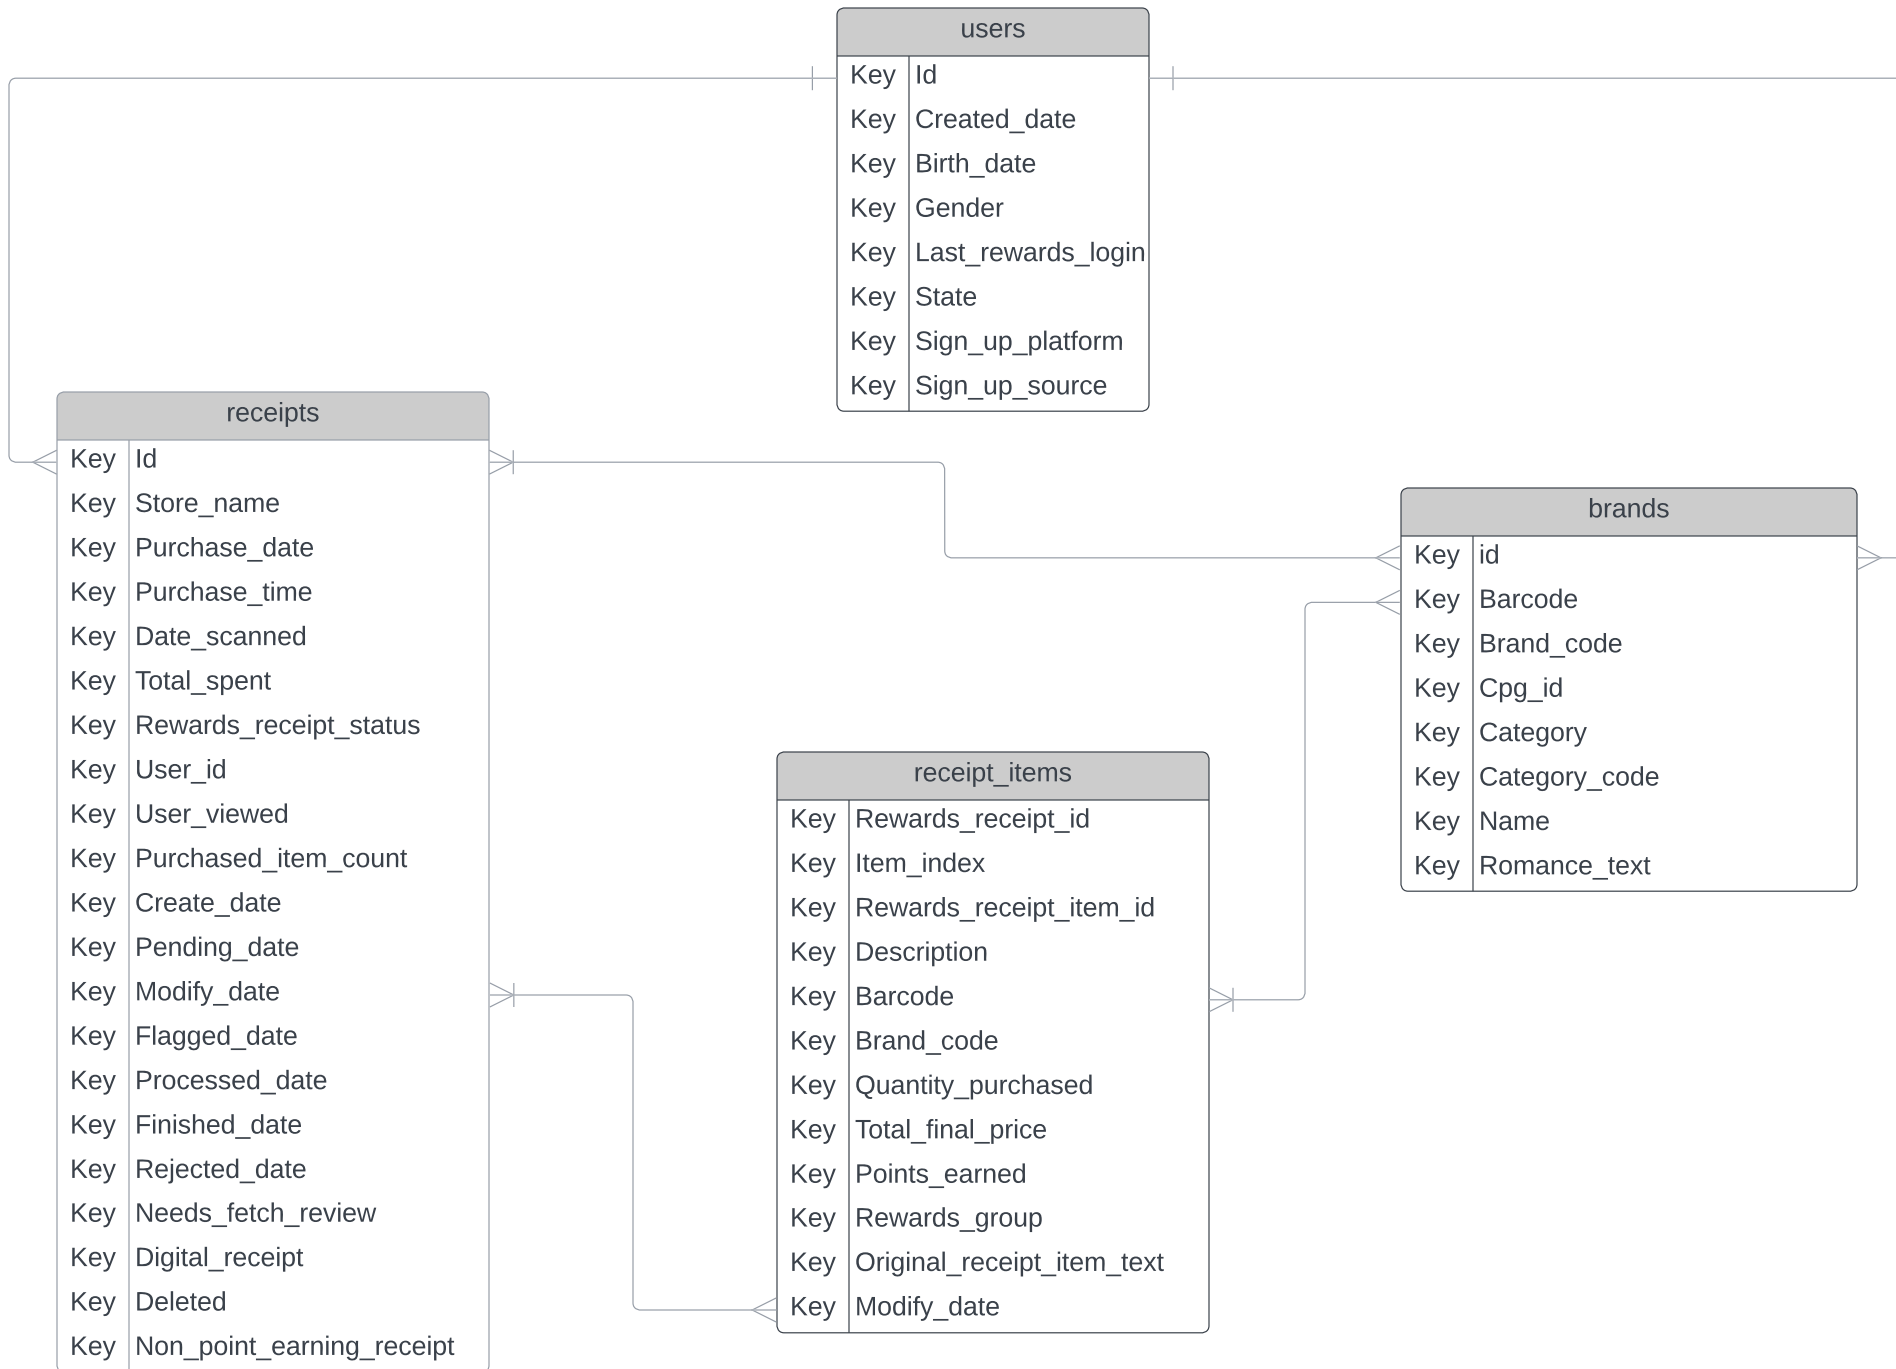 users
Key Id
Key Created_date
Key Birth_date
Key Gender
Key Last_rewards_login
Key State
Key Sign_up_platform
Key Sign_up_source
receipts
Key Id
Key Store_name
Key Purchase_date
Key Purchase_time
Key Date_scanned
Key Total_spent
Key Rewards_receipt_status
Key User_id
Key User_viewed
Key Purchased_item_count
Key Create_date
Key Pending_date
Key Modify_date
Key Flagged_date
Key Processed_date
Key Finished_date
Key Rejected_date
Key Needs_fetch_review
Key Digital_receipt
Key Deleted
Key Non_point_earning_receipt
brands
Key id
Key Barcode
Key Brand_code
Key Cpg_id
Key Category
Key Category_code
Key Name
Key Romance_text
receipt_items
Key Rewards_receipt_id
Key Item_index
Key Rewards_receipt_item_id
Key Description
Key Barcode
Key Brand_code
Key Quantity_purchased
Key Total_final_price
Key Points_earned
Key Rewards_group
Key Original_receipt_item_text
Key Modify_date